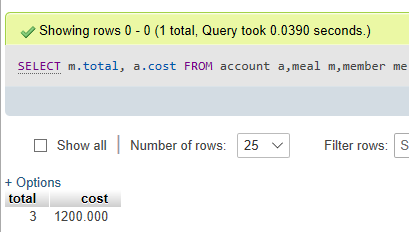 Showing rows 0 - 0 (1 total, Query took 0.0390 seconds.)
SELECT m.total, a.cost FROM account a,meal m,member me
Show all Number of rows: 25 Filter rows: S
+ Options
total cost
3 1200.000